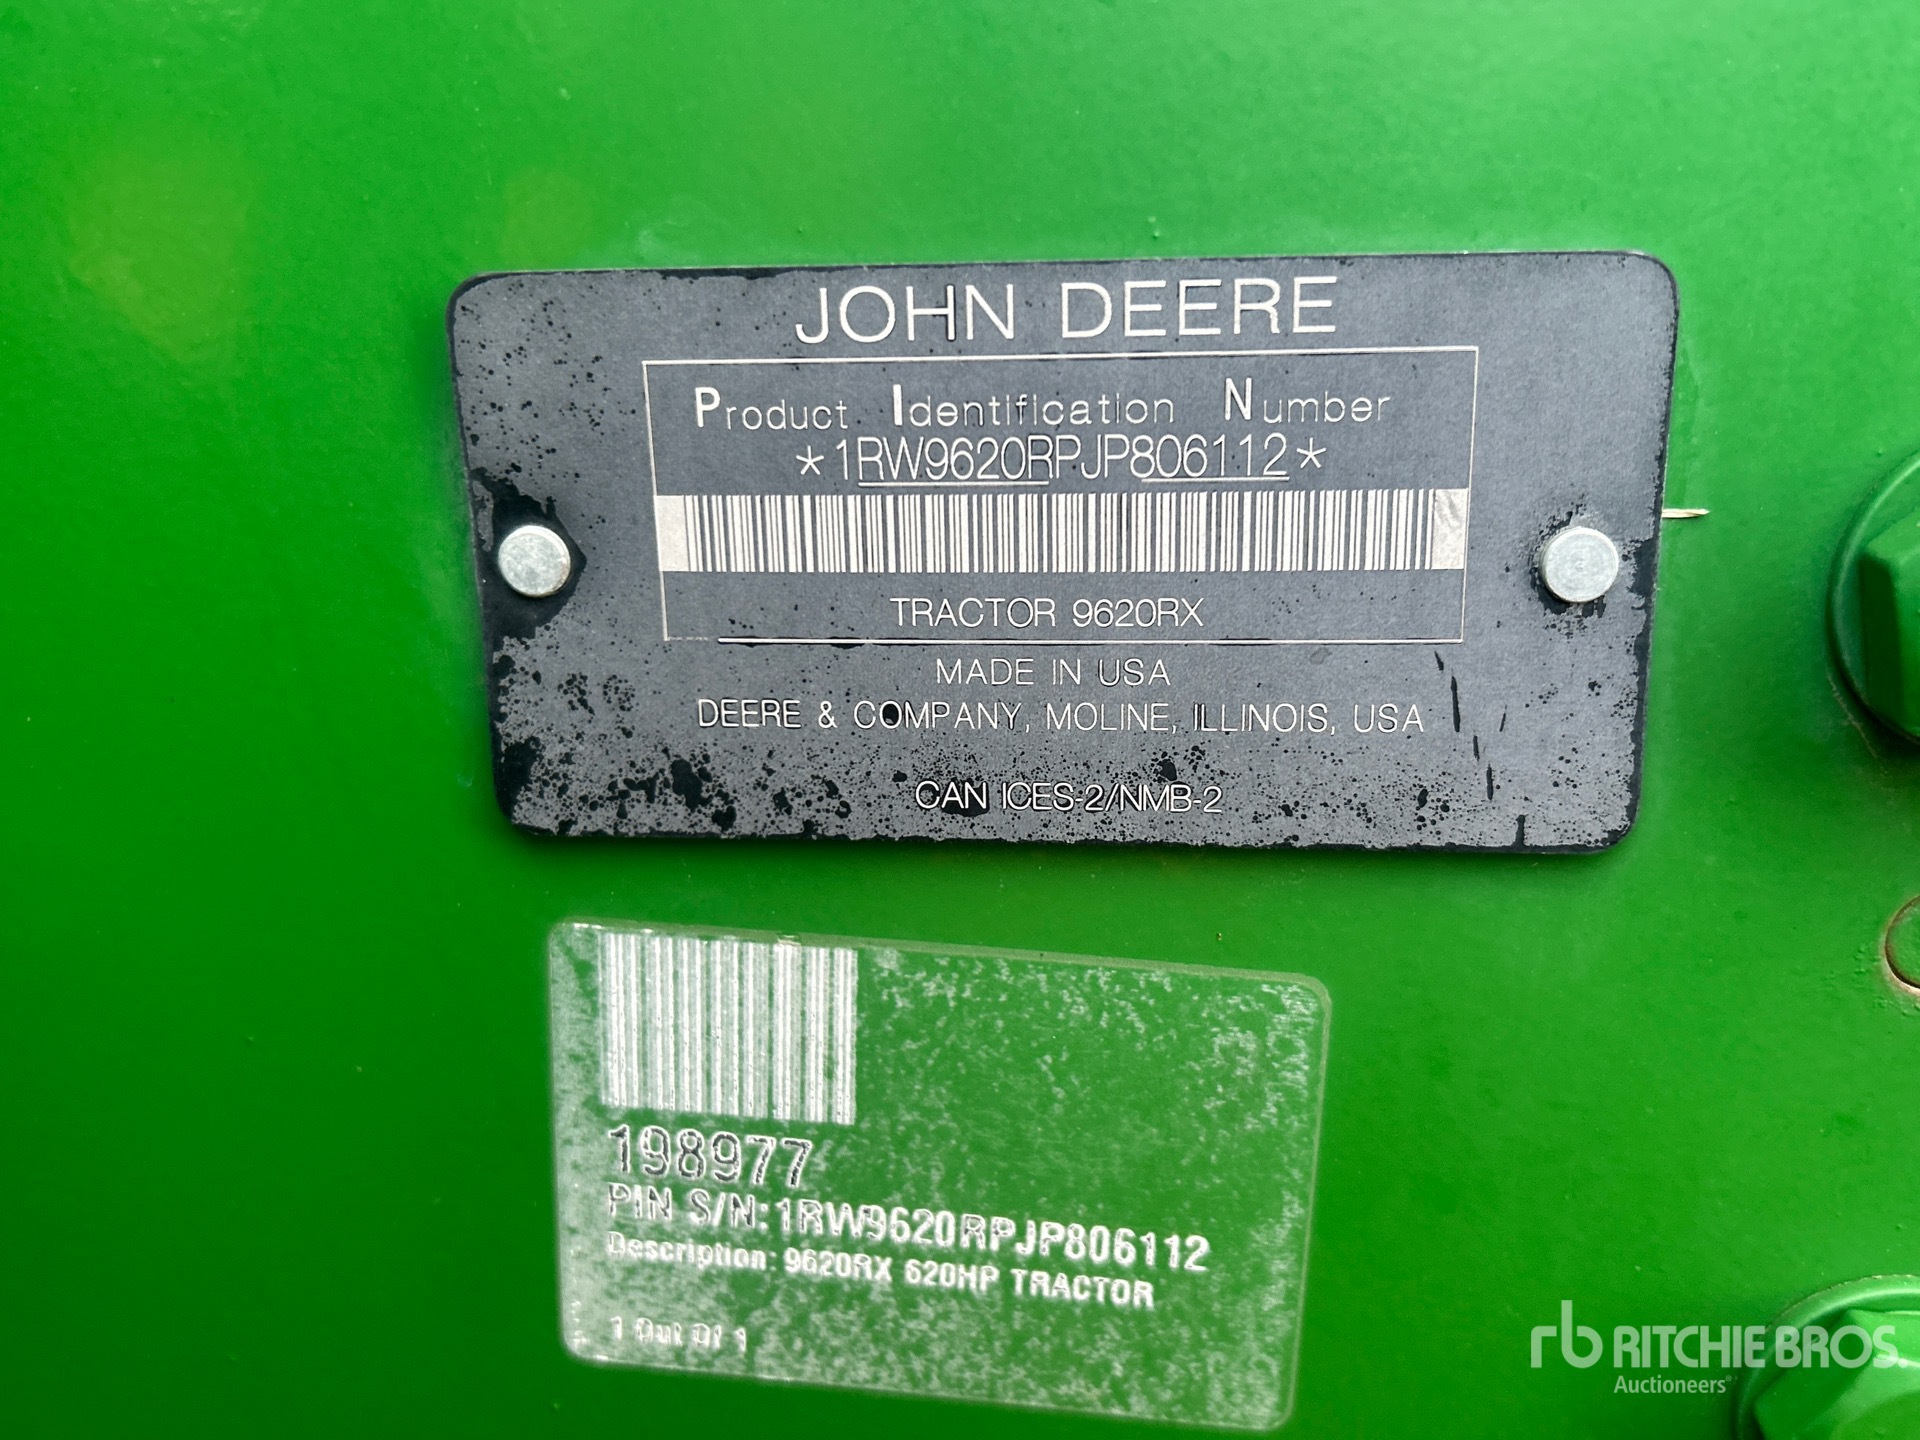 JOHN DEERE
Product Identification Number
*1RW9620RPJP806112*
TRACTOR 9620RX
MADE IN USA
DEERE & COMPANY, MOLINE, ILLINOIS, USA
CAN ICES-2/NMB-2
198977
PIN S/N: 1RW9620RPJP806112
Description: 9620RX 620HP TRACTOR
1 Out Of 1
rb RITCHIE BROS.
Auctioneers